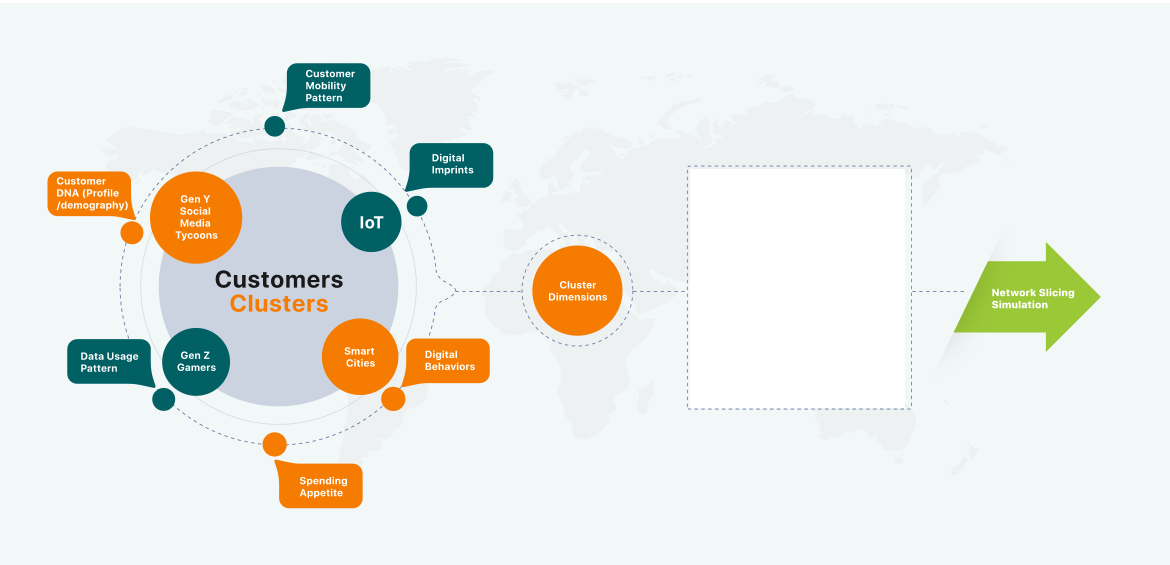 Customer
Mobility
Pattern
Digital
Imprints
Customer
DNA (Profile
/demography)
Gen Y
Social
Media
Tycoons
IoT
Customers
Clusters
Cluster
Dimensions
Network Slicing
Simulation
Data Usage
Pattern
Gen Z
Gamers
Smart
Cities
Digital
Behaviors
Spending
Appetite